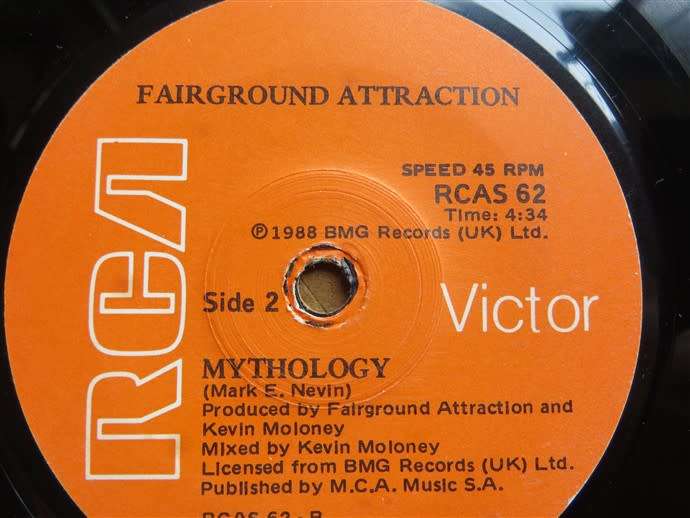 FAIRGROUND ATTRACTION
SPEED 45 RPM
RCAS 62
Time: 4:34
℗1988 BMG Records (UK) Ltd.
RCA
Side 2
Victor
MYTHOLOGY
(Mark E. Nevin)
Produced by Fairground Attraction and
Kevin Moloney
Mixed by Kevin Moloney
Licensed from BMG Records (UK) Ltd.
Published by M.C.A. Music S.A.
RCAS 62 - B